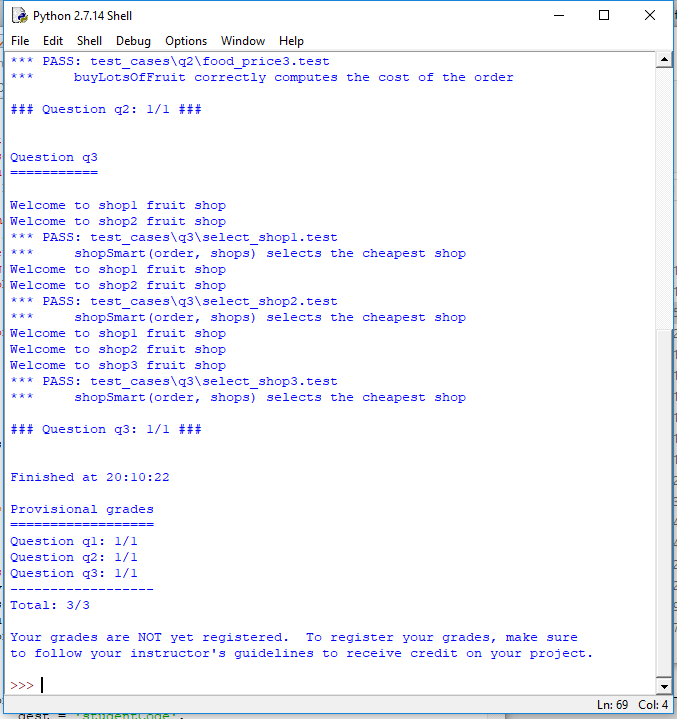 Python 2.7.14 Shell
File Edit Shell Debug Options Window Help
*** PASS: test_cases\q2\food_price3.test
***     buyLotsOfFruit correctly computes the cost of the order
### Question q2: 1/1 ###
Question q3
===========
Welcome to shop1 fruit shop
Welcome to shop2 fruit shop
*** PASS: test_cases\q3\select_shop1.test
***     shopSmart(order, shops) selects the cheapest shop
Welcome to shop1 fruit shop
Welcome to shop2 fruit shop
*** PASS: test_cases\q3\select_shop2.test
***     shopSmart(order, shops) selects the cheapest shop
Welcome to shop1 fruit shop
Welcome to shop2 fruit shop
Welcome to shop3 fruit shop
*** PASS: test_cases\q3\select_shop3.test
***     shopSmart(order, shops) selects the cheapest shop
### Question q3: 1/1 ###
Finished at 20:10:22
Provisional grades
==================
Question q1: 1/1
Question q2: 1/1
Question q3: 1/1
------------------
Total: 3/3
Your grades are NOT yet registered.  To register your grades, make sure
to follow your instructor's guidelines to receive credit on your project.
>>>
Ln: 69 Col: 4